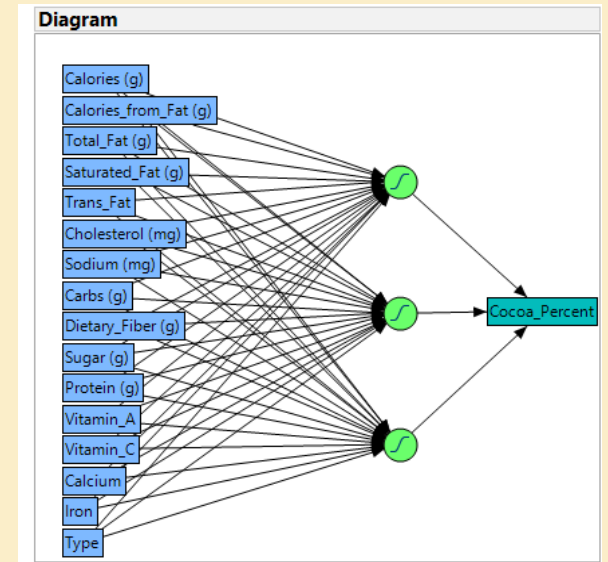 Diagram
Calories (g)
Calories_from_Fat (g)
Total_Fat (g)
Saturated_Fat (g)
Trans_Fat
Cholesterol (mg)
Sodium (mg)
Carbs (g)
Dietary_Fiber (g)
Sugar (g)
Protein (g)
Vitamin_A
Vitamin_C
Calcium
Iron
Type
Cocoa_Percent